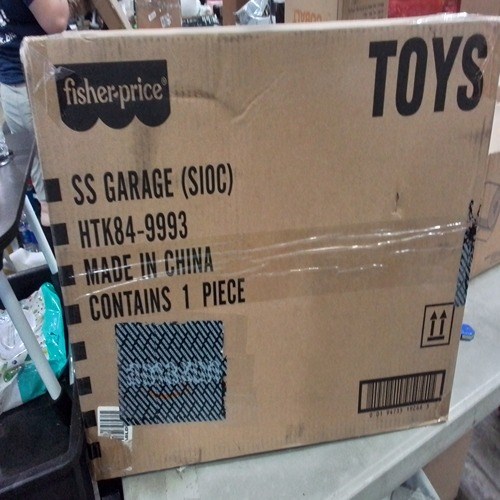 fisher-price®
TOYS
SS GARAGE (SIOC)
HTK84-9993
MADE IN CHINA
CONTAINS 1 PIECE